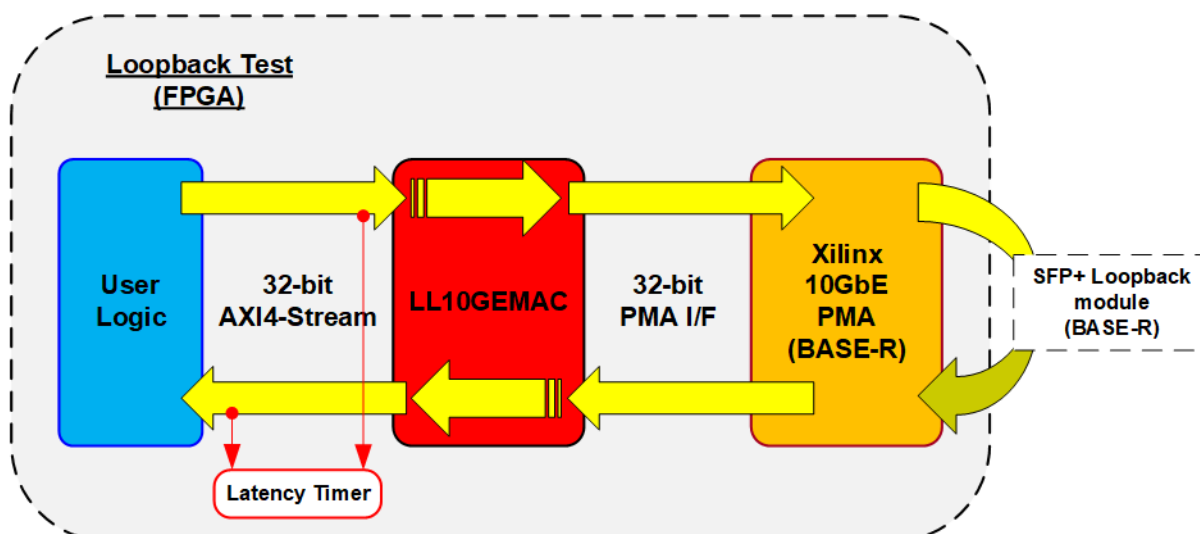 Loopback Test
(FPGA)
User
Logic
32-bit
AXI4-Stream
LL10GEMAC
32-bit
PMA I/F
Xilinx
10GbE
PMA
(BASE-R)
SFP+ Loopback
module
(BASE-R)
Latency Timer